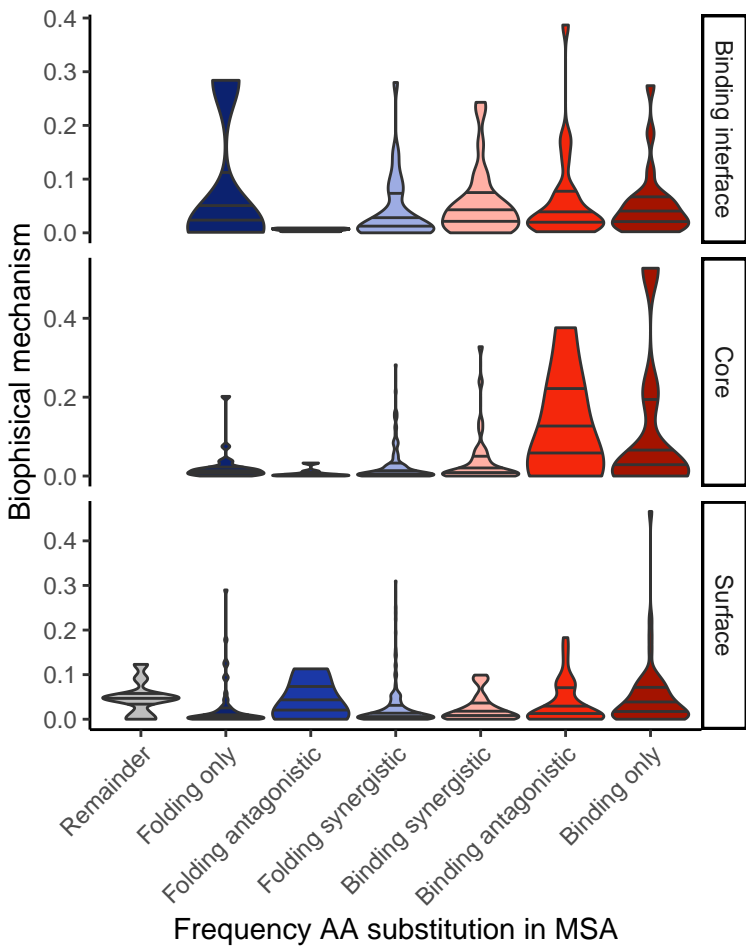 Biophisical mechanism
0.4
0.3
0.2
0.1
0.0
Binding interface
0.4
0.2
0.0
Core
0.4
0.3
0.2
0.1
0.0
Surface
Remainder
Folding only
Folding antagonistic
Folding synergistic
Binding synergistic
Binding antagonistic
Binding only
Frequency AA substitution in MSA